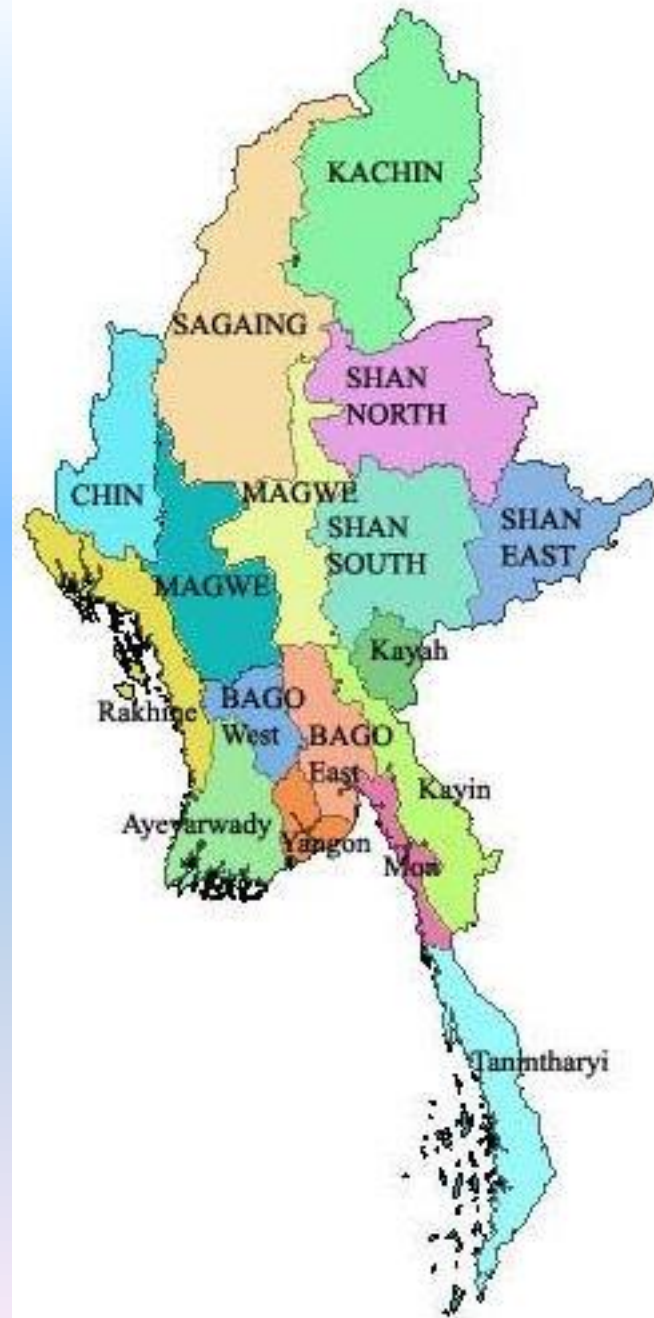 KACHIN
SAGAING
SHAN
NORTH
CHIN
MAGWE
SHAN
SOUTH
SHAN
EAST
MAGWE
Kayah
Rakhine
BAGO
West
BAGO
East
Kayin
Ayeyarwady
Yangon
Mon
Tanintharyi